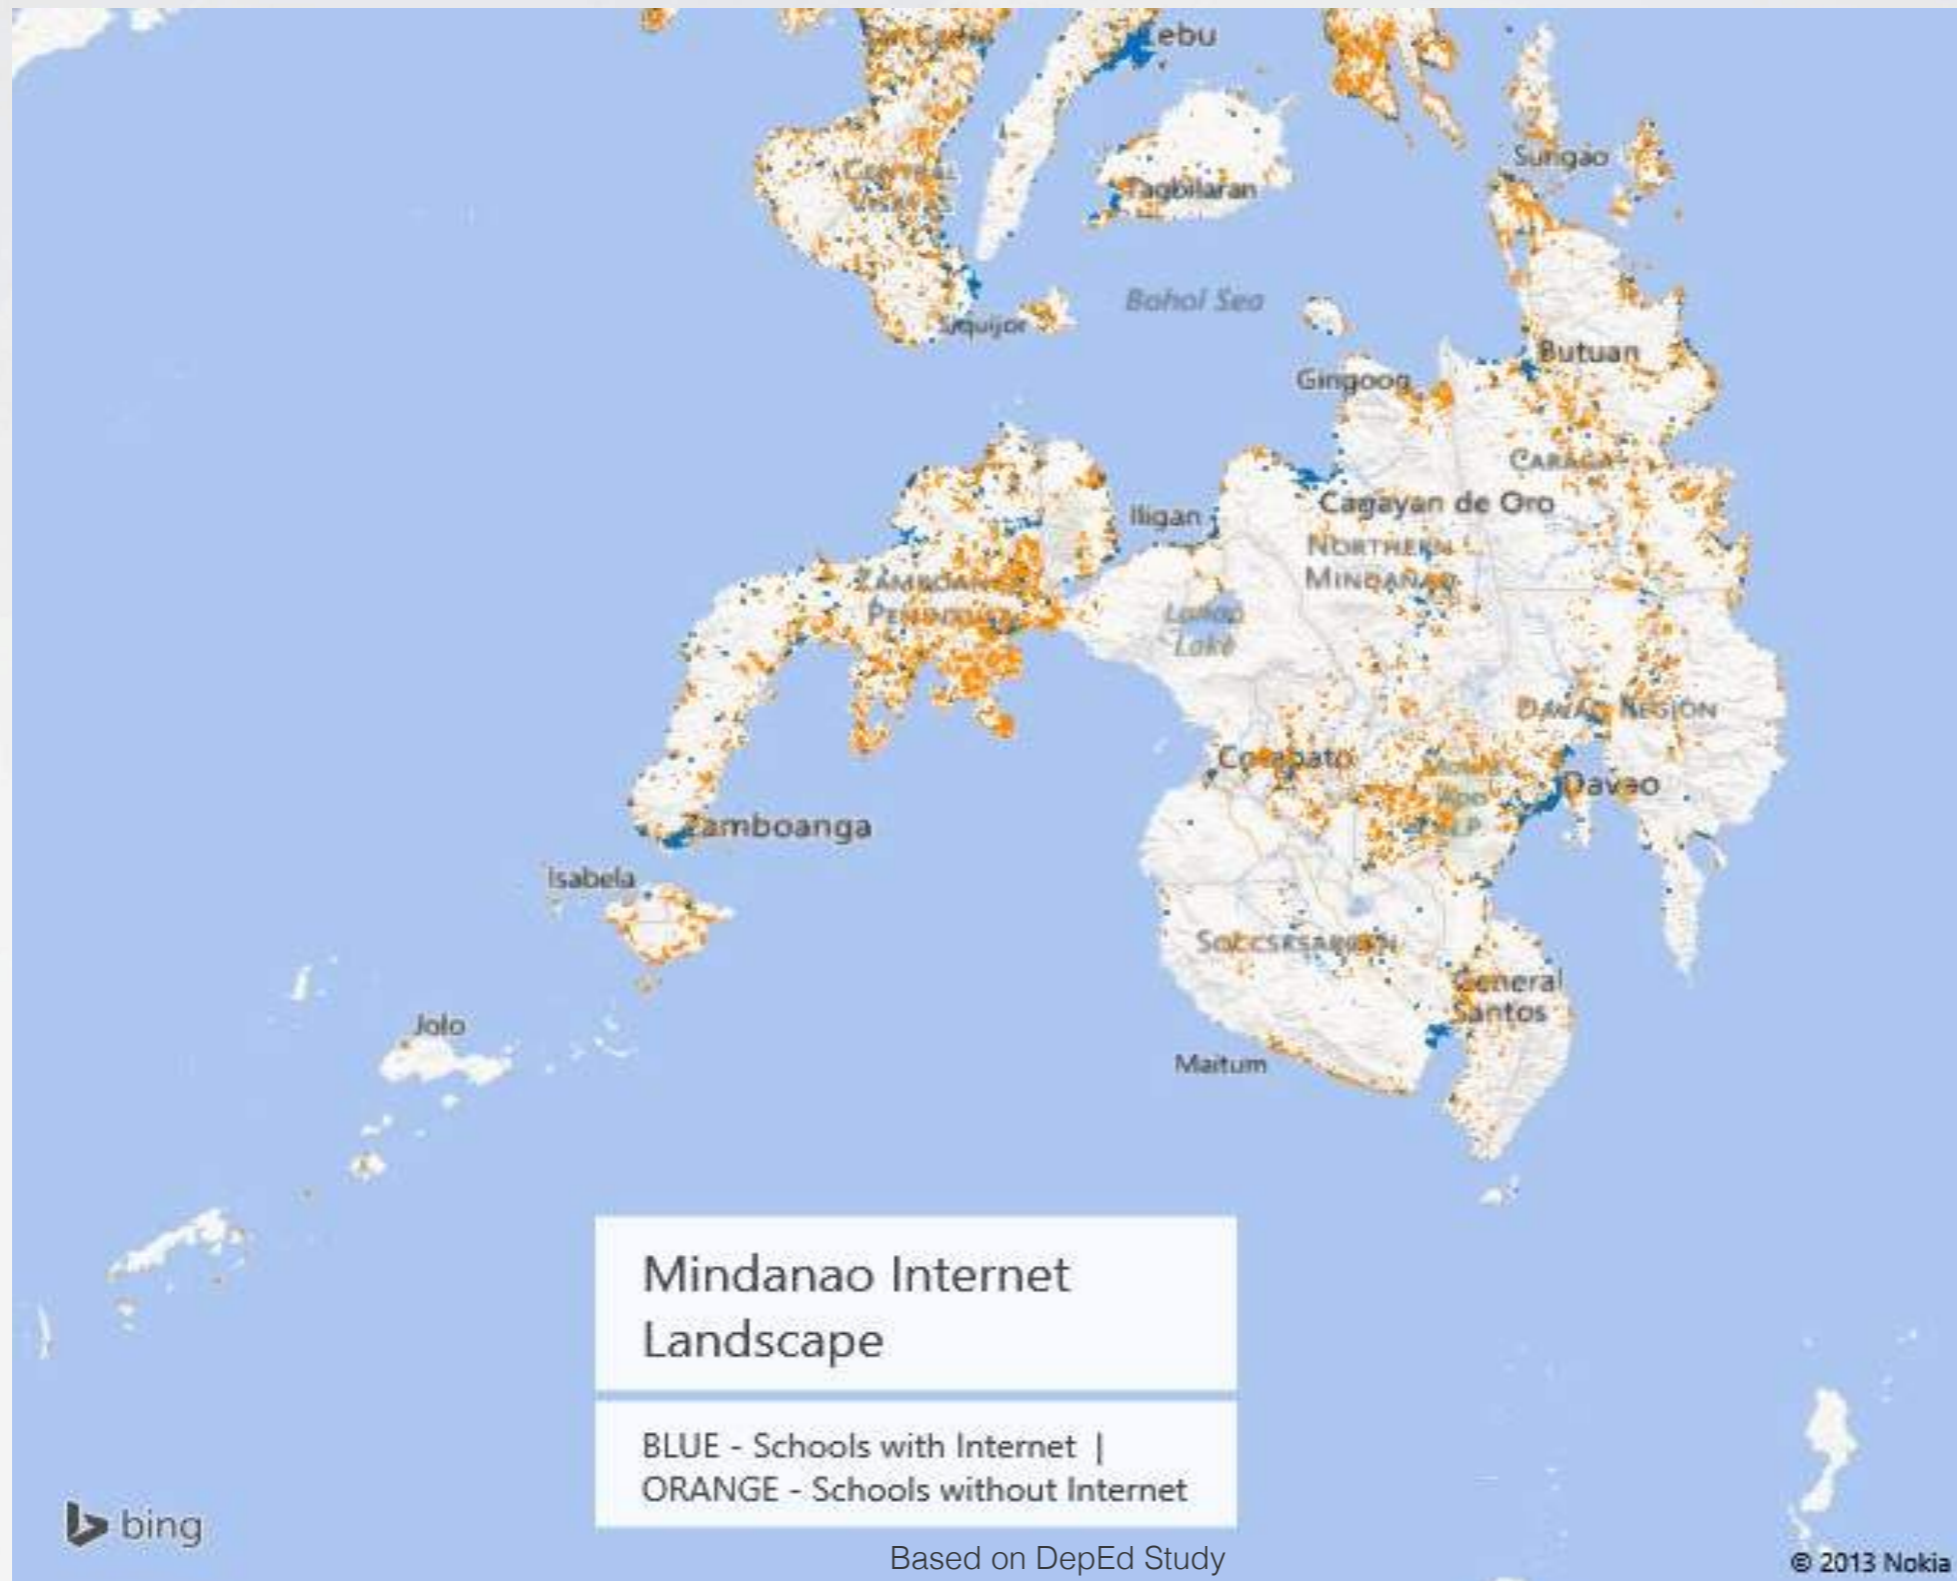 Cebu
CENTRAL
VISAYAS
Tagbilaran
Surigao
Bohol Sea
Siquijor
Butuan
Gingoog
CARAGA
Cagayan de Oro
Iligan
NORTHERN
MINDANAO
ZAMBOANGA
PENINSULA
Lanao
Lake
DAVAO REGION
Cotabato
Mount
Apo
N.P.
Davao
Zamboanga
Isabela
SOCCSKSARGEN
General
Santos
Jolo
Maitum
Mindanao Internet
Landscape
BLUE - Schools with Internet |
ORANGE - Schools without Internet
bing
Based on DepEd Study
© 2013 Nokia